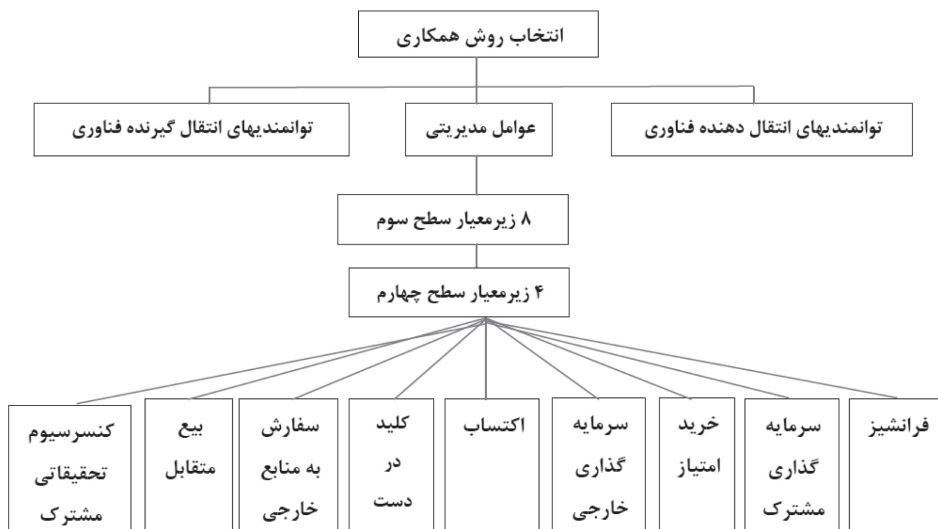 انتخاب روش همکاری
توانمندیهای انتقال دهنده فناوری
عوامل مدیریتی
توانمندیهای انتقال گیرنده فناوری
۸ زیرمعیار سطح سوم
۴ زیرمعیار سطح چهارم
فرانشیز
سرمایه
گذاری
مشترک
خرید
امتیاز
سرمایه
گذاری
خارجی
اکتساب
کلید
در
دست
سفارش
به منابع
خارجی
بیع
متقابل
کنسرسیوم
تحقیقاتی
مشترک